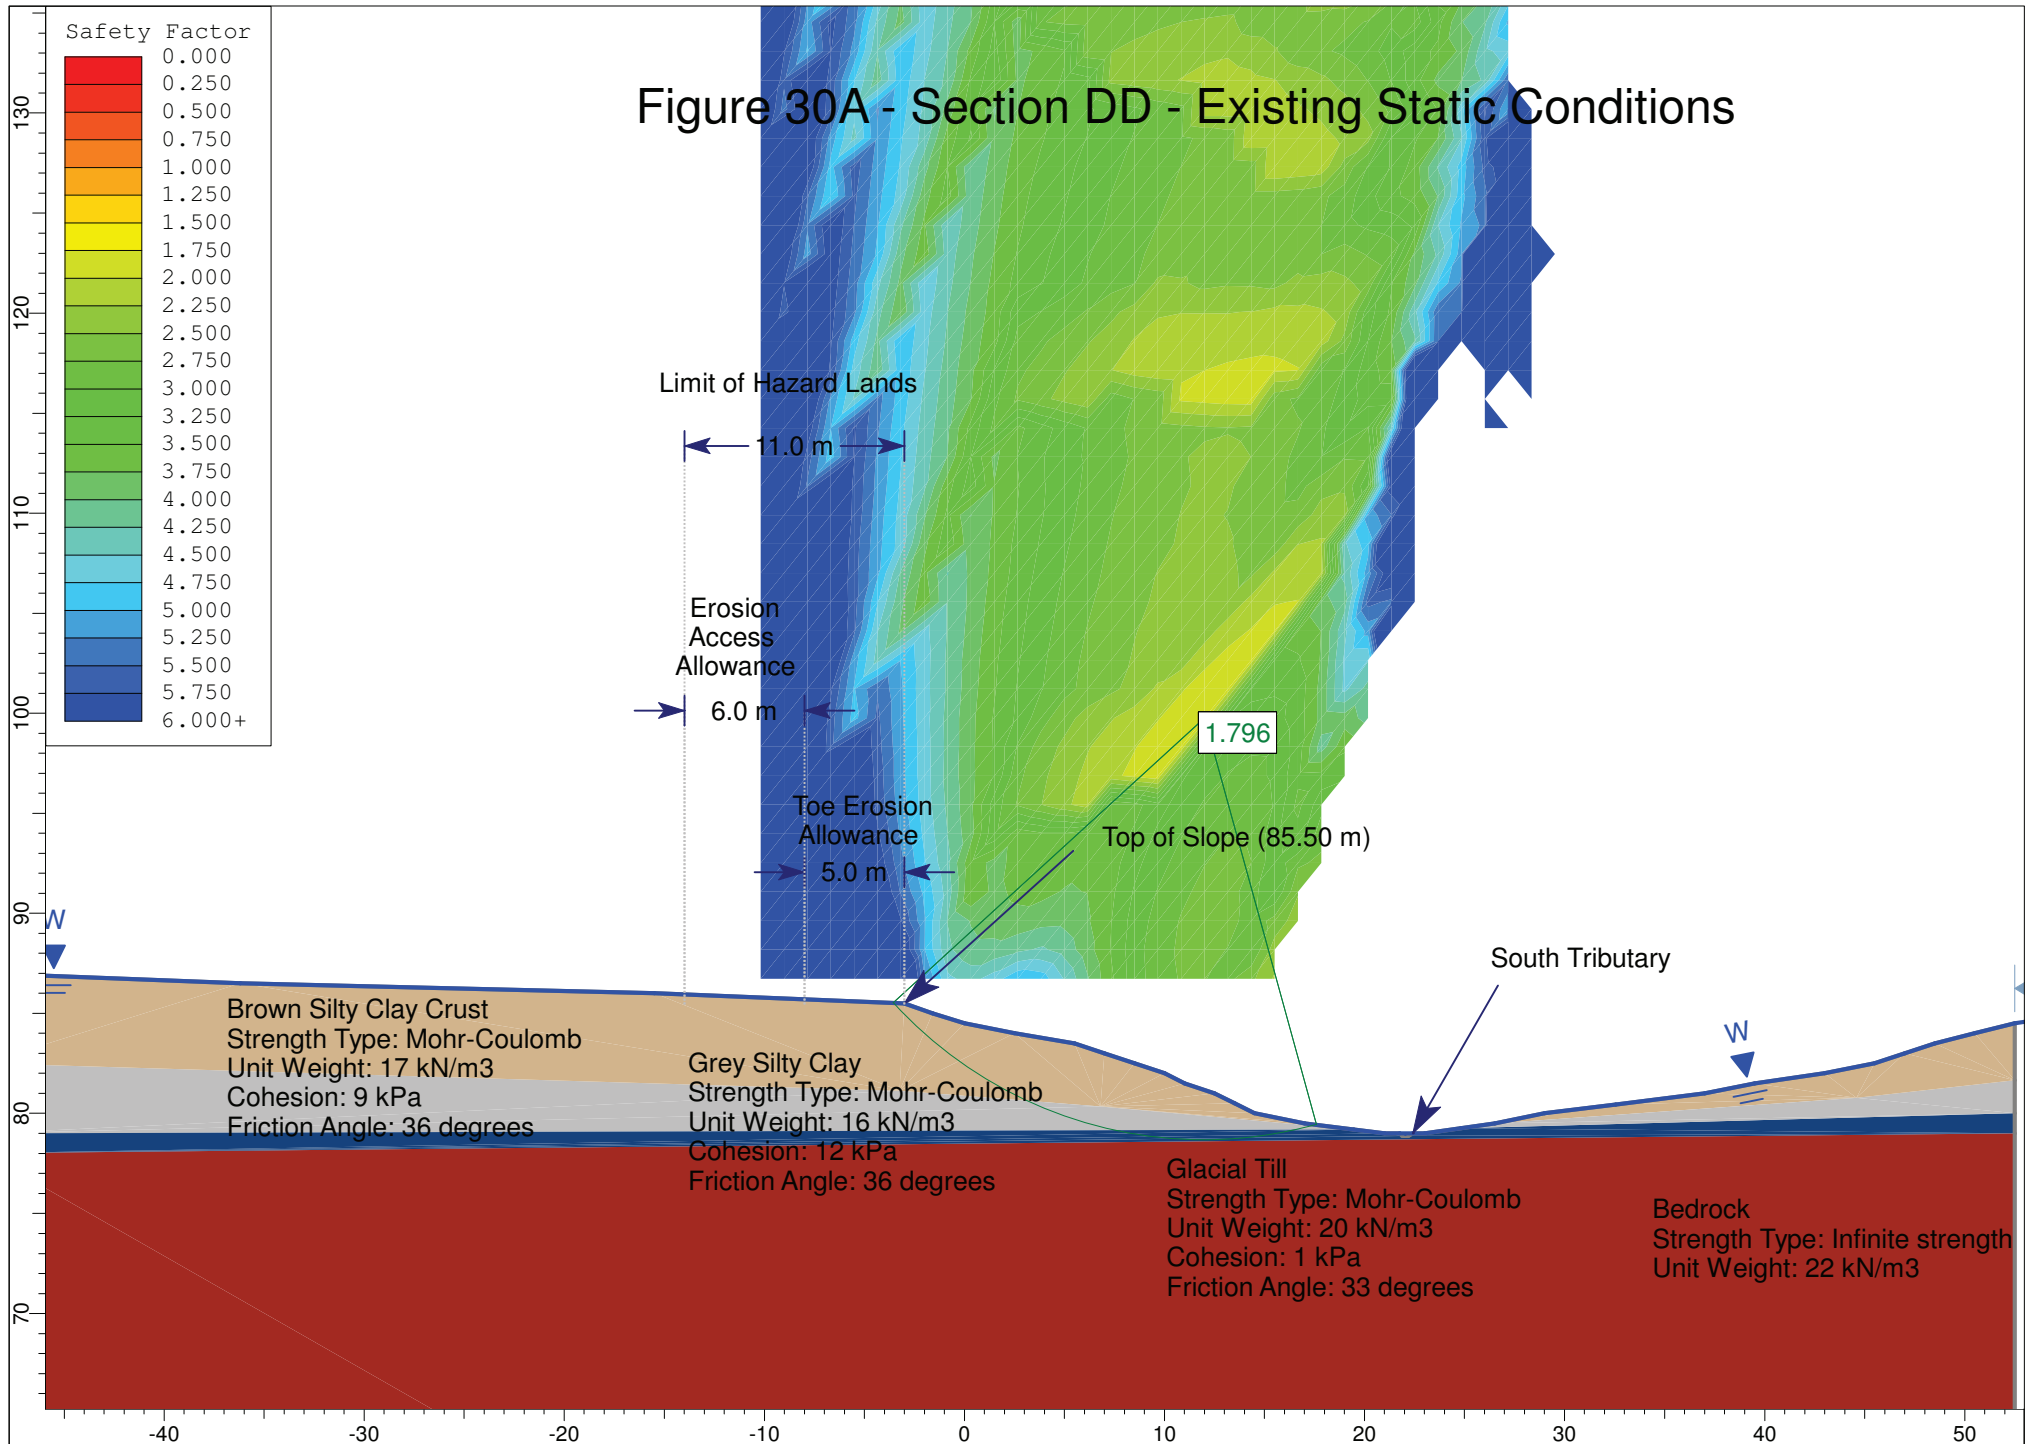 Safety Factor
0.000
0.250
0.500
0.750
1.000
1.250
1.500
1.750
2.000
2.250
2.500
2.750
3.000
3.250
3.500
3.750
4.000
4.250
4.500
4.750
5.000
5.250
5.500
5.750
6.000+
Figure 30A - Section DD - Existing Static Conditions
Limit of Hazard Lands
11.0 m
Erosion
Access
Allowance
6.0 m
1.796
Toe Erosion
Allowance
5.0 m
Top of Slope (85.50 m)
South Tributary
W
W
Brown Silty Clay Crust
Strength Type: Mohr-Coulomb
Unit Weight: 17 kN/m3
Cohesion: 9 kPa
Friction Angle: 36 degrees
Grey Silty Clay
Strength Type: Mohr-Coulomb
Unit Weight: 16 kN/m3
Cohesion: 12 kPa
Friction Angle: 36 degrees
Glacial Till
Strength Type: Mohr-Coulomb
Unit Weight: 20 kN/m3
Cohesion: 1 kPa
Friction Angle: 33 degrees
Bedrock
Strength Type: Infinite strength
Unit Weight: 22 kN/m3
130
120
110
100
90
80
70
-40
-30
-20
-10
0
10
20
30
40
50